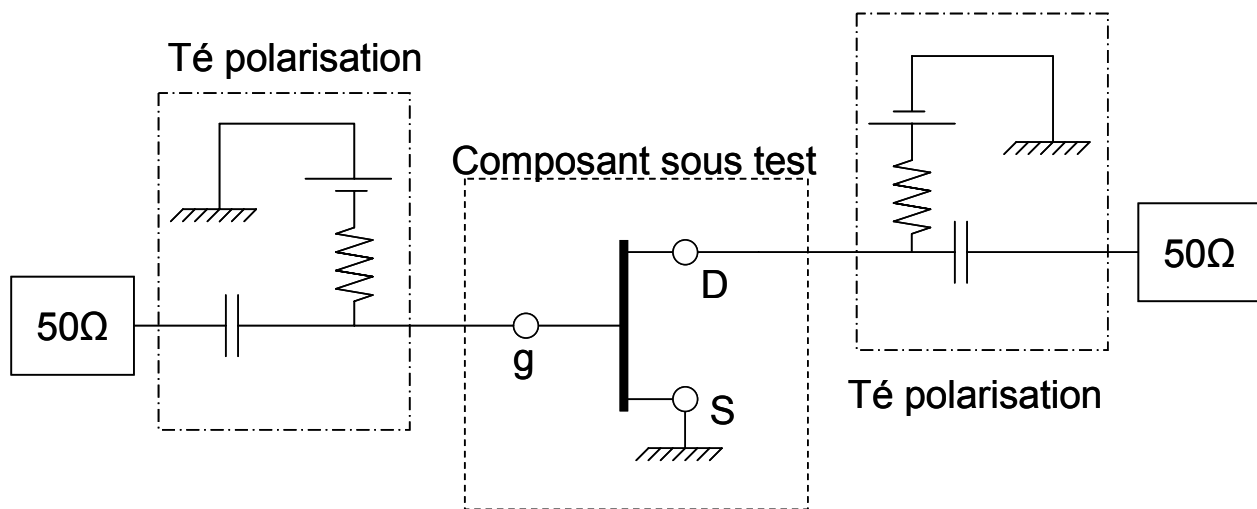 Té polarisation
Composant sous test
50Ω
50Ω
D
g
S
Té polarisation